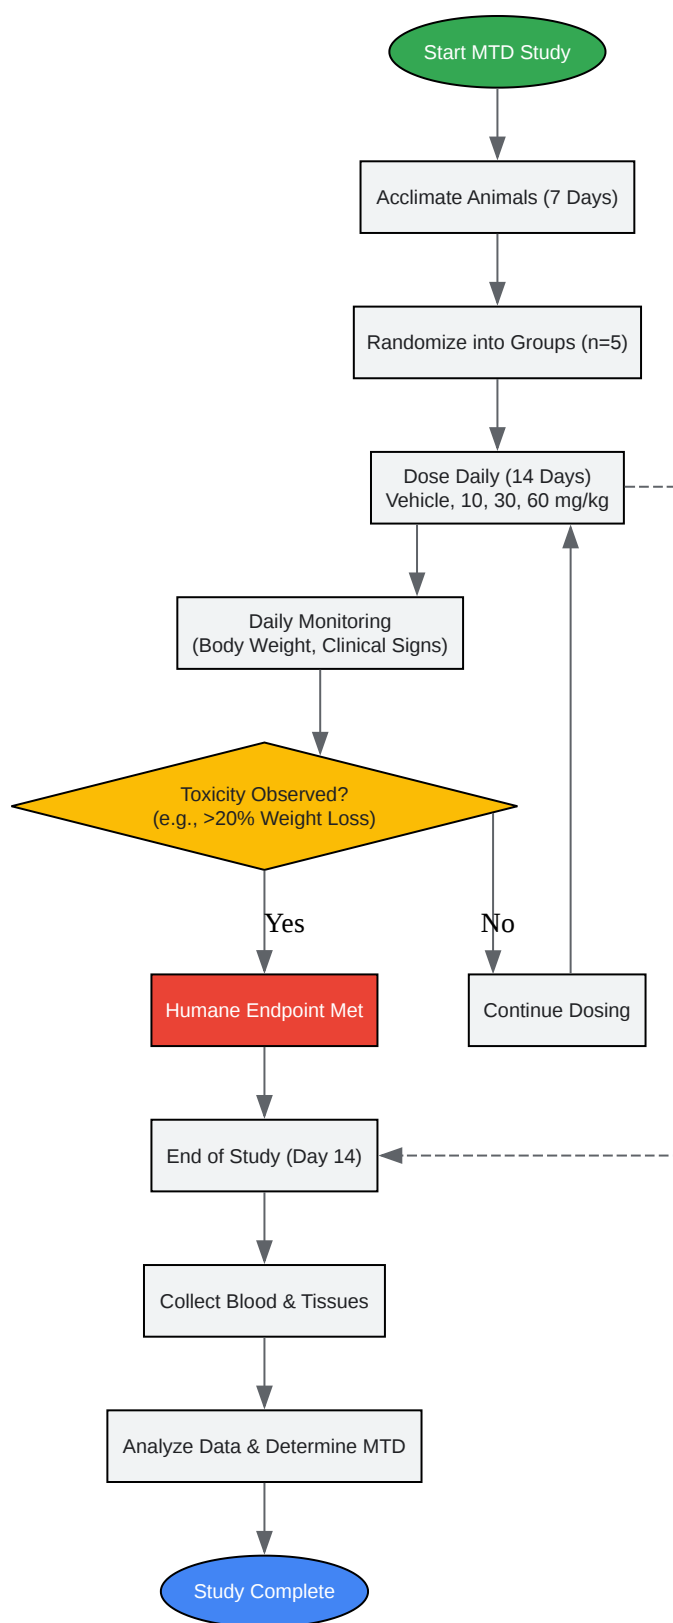 Start MTD Study
Acclimate Animals (7 Days)
Randomize into Groups (n=5)
Dose Daily (14 Days)
Vehicle, 10, 30, 60 mg/kg
Daily Monitoring
(Body Weight, Clinical Signs)
Toxicity Observed?
(e.g., >20% Weight Loss)
Yes
No
Humane Endpoint Met
Continue Dosing
End of Study (Day 14)
Collect Blood & Tissues
Analyze Data & Determine MTD
Study Complete